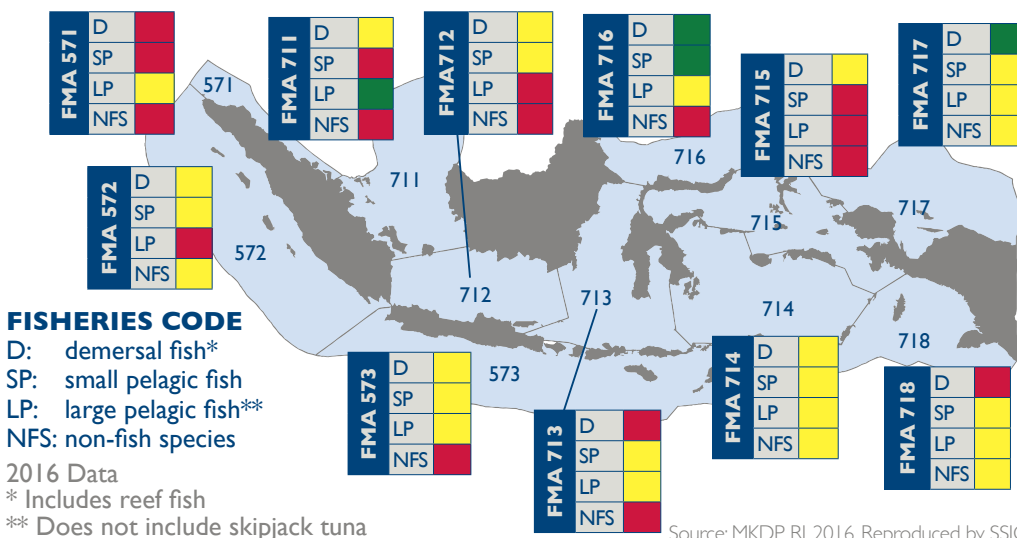 FMA 571
D
SP
LP
NFS
FMA 711
D
SP
LP
NFS
FMA712
D
SP
LP
NFS
FMA 716
D
SP
LP
NFS
FMA 715
D
SP
LP
NFS
FMA 717
D
SP
LP
NFS
FMA 572
D
SP
LP
NFS
571
572
711
712
713
716
715
717
714
718
573
FISHERIES CODE
D: demersal fish*
SP: small pelagic fish
LP: large pelagic fish**
NFS: non-fish species
2016 Data
* Includes reef fish
** Does not include skipjack tuna
FMA 573
D
SP
LP
NFS
FMA 713
D
SP
LP
NFS
FMA 714
D
SP
LP
NFS
FMA 718
D
SP
LP
NFS
Source: MKDP RI 2016. Reproduced by